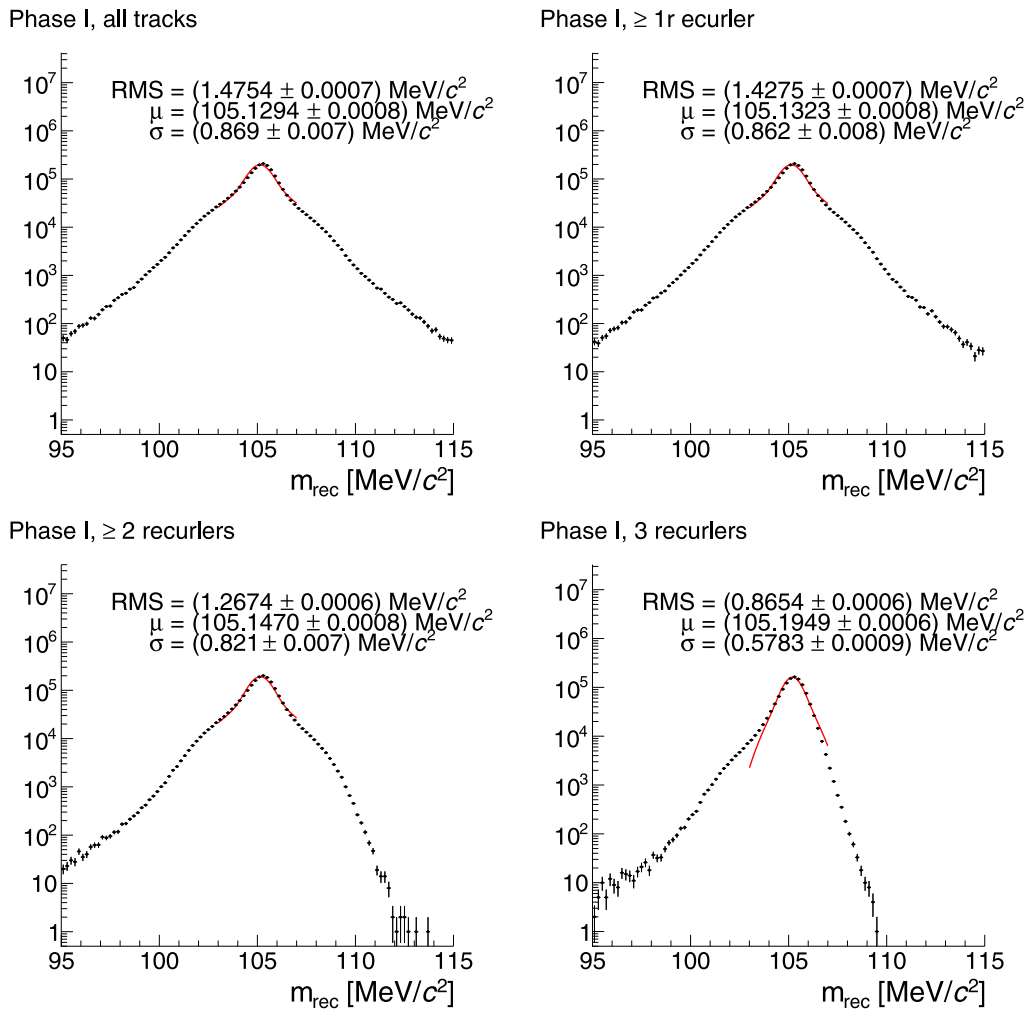 Phase I, all tracks
RMS = (1.4754 ± 0.0007) MeV/c²
μ = (105.1294 ± 0.0008) MeV/c²
σ = (0.869 ± 0.007) MeV/c²
10⁷
10⁶
10⁵
10⁴
10³
10²
10
1
95 100 105 110 115
m_rec [MeV/c²]
Phase I, ≥ 1r ecurler
RMS = (1.4275 ± 0.0007) MeV/c²
μ = (105.1323 ± 0.0008) MeV/c²
σ = (0.862 ± 0.008) MeV/c²
10⁷
10⁶
10⁵
10⁴
10³
10²
10
1
95 100 105 110 115
m_rec [MeV/c²]
Phase I, ≥ 2 recurlers
RMS = (1.2674 ± 0.0006) MeV/c²
μ = (105.1470 ± 0.0008) MeV/c²
σ = (0.821 ± 0.007) MeV/c²
10⁷
10⁶
10⁵
10⁴
10³
10²
10
1
95 100 105 110 115
m_rec [MeV/c²]
Phase I, 3 recurlers
RMS = (0.8654 ± 0.0006) MeV/c²
μ = (105.1949 ± 0.0006) MeV/c²
σ = (0.5783 ± 0.0009) MeV/c²
10⁷
10⁶
10⁵
10⁴
10³
10²
10
1
95 100 105 110 115
m_rec [MeV/c²]